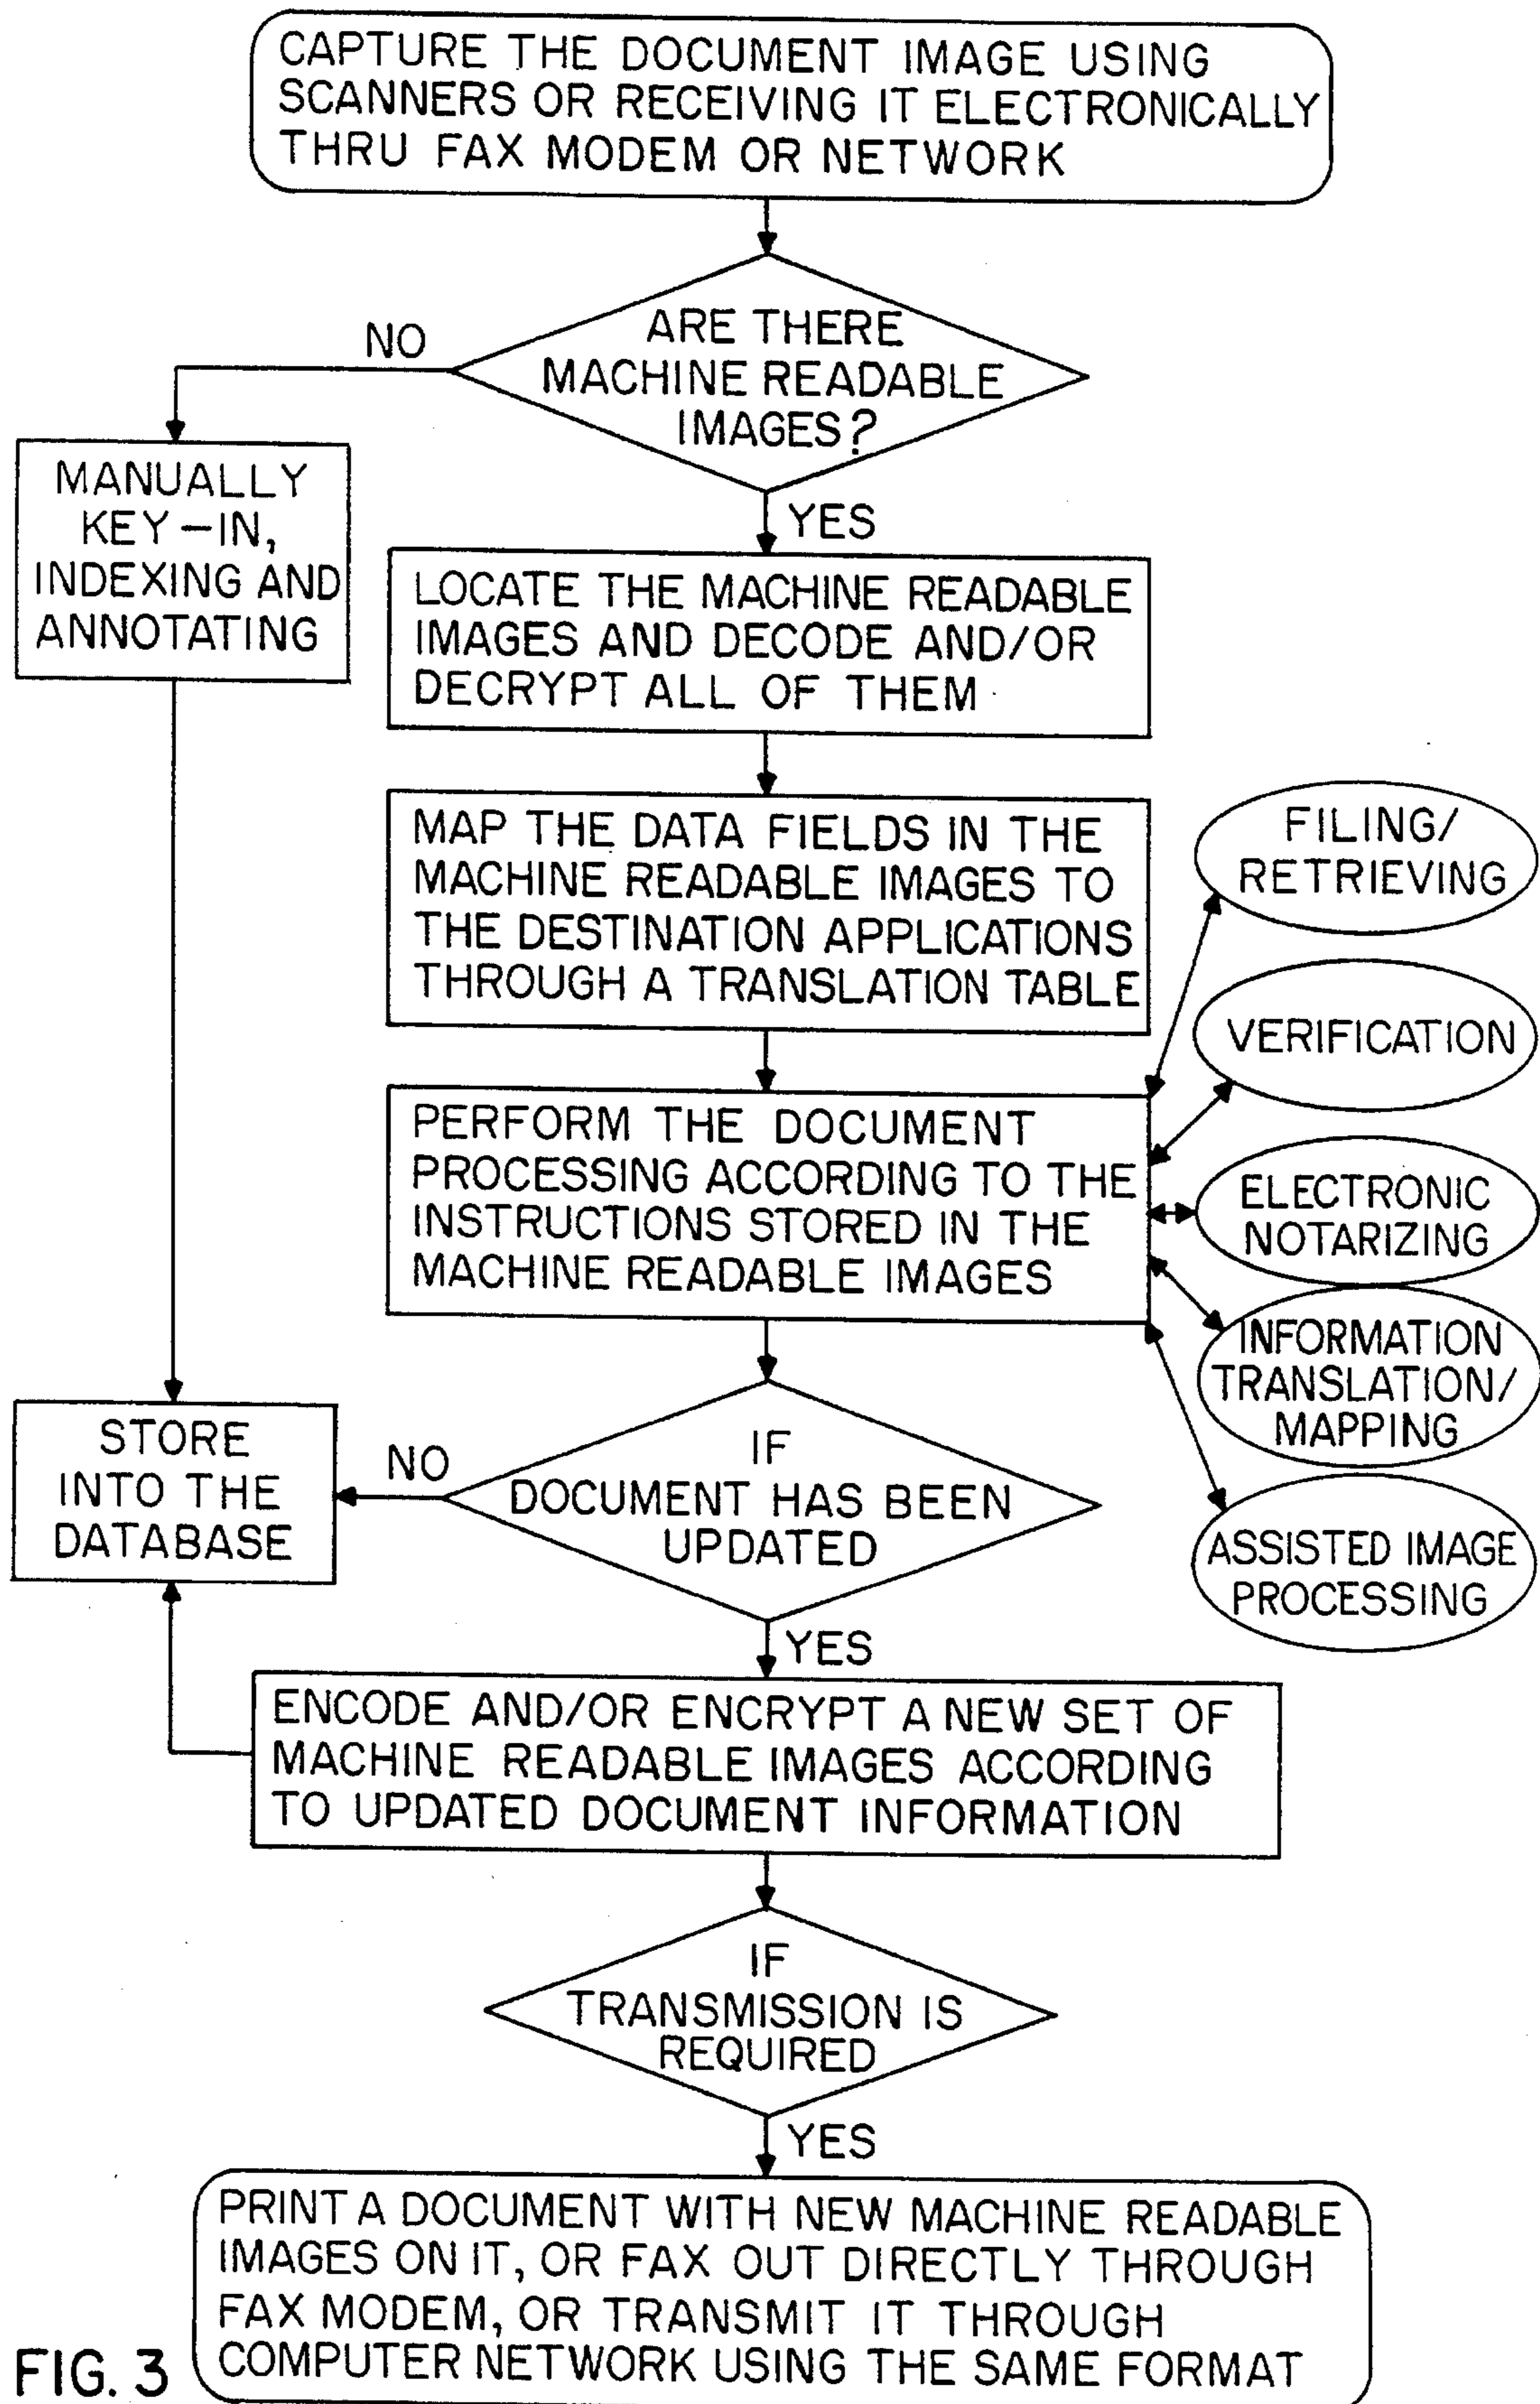 CAPTURE THE DOCUMENT IMAGE USING
SCANNERS OR RECEIVING IT ELECTRONICALLY
THRU FAX MODEM OR NETWORK
ARE THERE
MACHINE READABLE
IMAGES?
NO
YES
MANUALLY
KEY-IN,
INDEXING AND
ANNOTATING
LOCATE THE MACHINE READABLE
IMAGES AND DECODE AND/OR
DECRYPT ALL OF THEM
MAP THE DATA FIELDS IN THE
MACHINE READABLE IMAGES TO
THE DESTINATION APPLICATIONS
THROUGH A TRANSLATION TABLE
PERFORM THE DOCUMENT
PROCESSING ACCORDING TO THE
INSTRUCTIONS STORED IN THE
MACHINE READABLE IMAGES
FILING/
RETRIEVING
VERIFICATION
ELECTRONIC
NOTARIZING
INFORMATION
TRANSLATION/
MAPPING
ASSISTED IMAGE
PROCESSING
IF
DOCUMENT HAS BEEN
UPDATED
NO
YES
STORE
INTO THE
DATABASE
ENCODE AND/OR ENCRYPT A NEW SET OF
MACHINE READABLE IMAGES ACCORDING
TO UPDATED DOCUMENT INFORMATION
IF
TRANSMISSION IS
REQUIRED
YES
PRINT A DOCUMENT WITH NEW MACHINE READABLE
IMAGES ON IT, OR FAX OUT DIRECTLY THROUGH
FAX MODEM, OR TRANSMIT IT THROUGH
COMPUTER NETWORK USING THE SAME FORMAT
FIG. 3